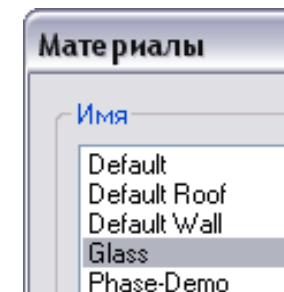 Материалы
Имя
Default
Default Roof
Default Wall
Glass
Phase-Demo